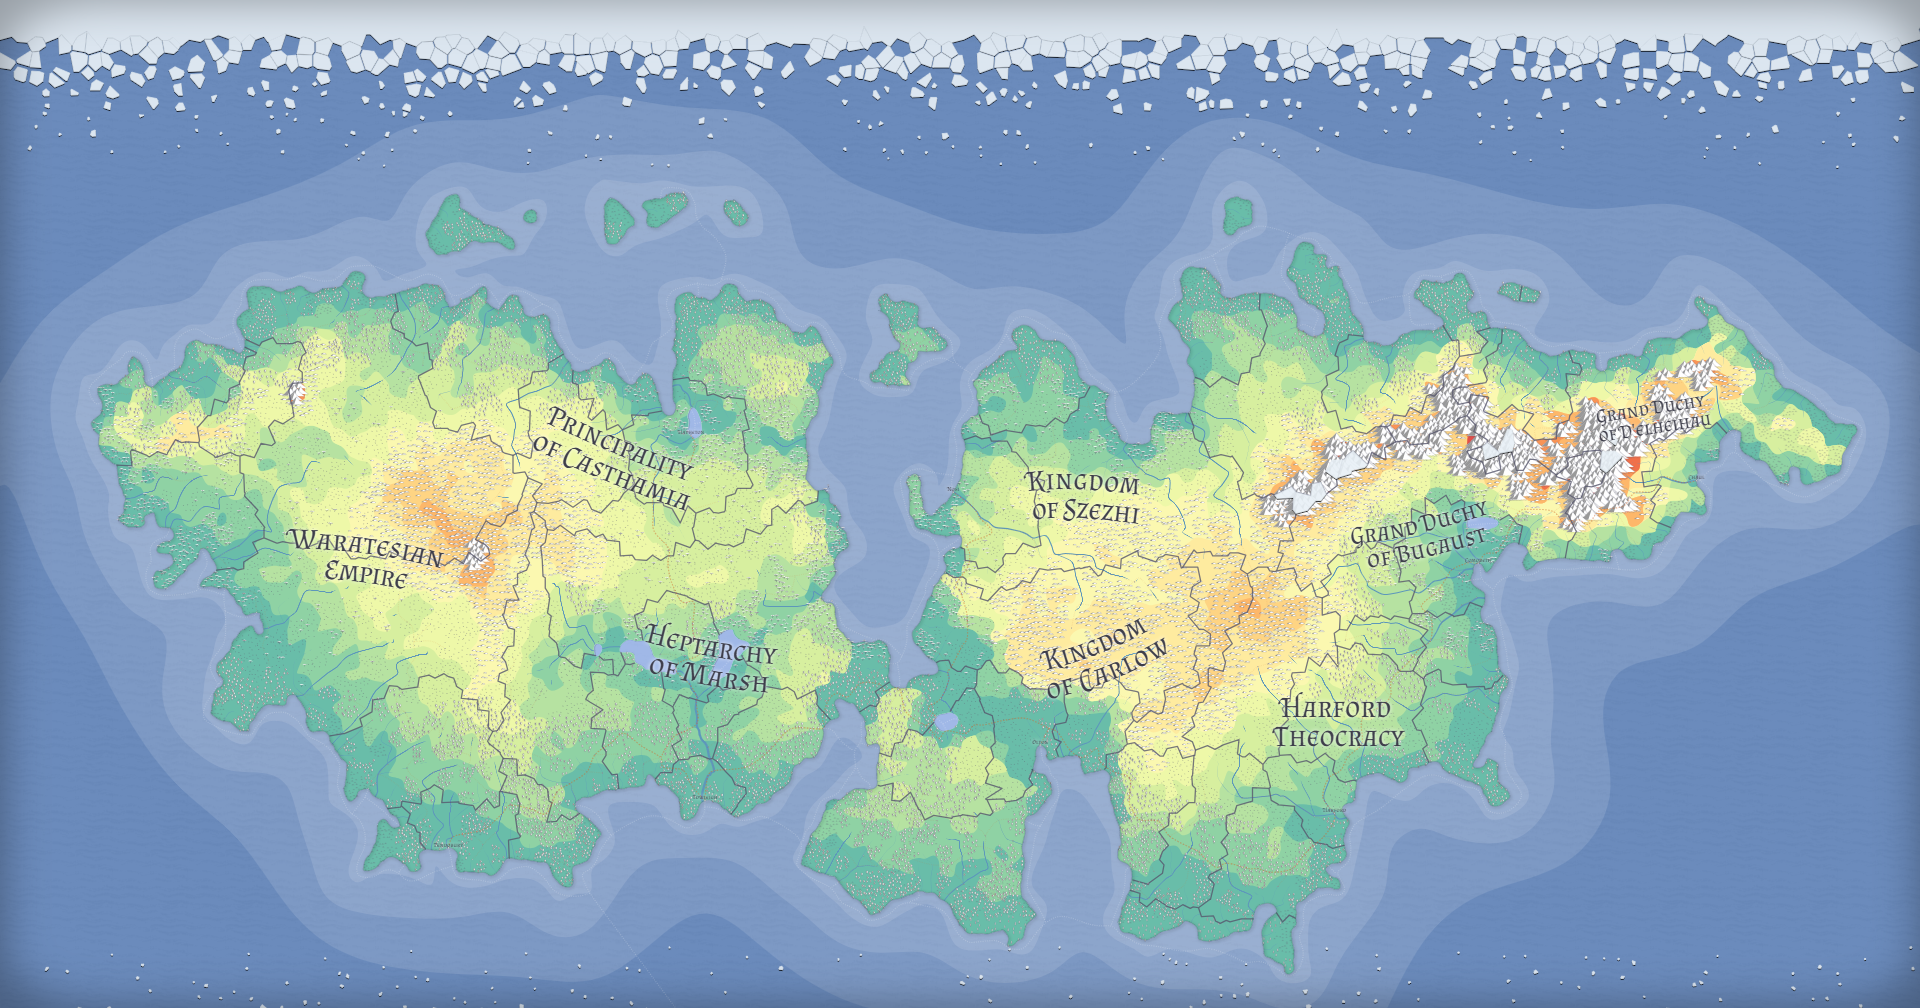 PRINCIPALITY
OF CASTHAMIA
WARATESIAN
EMPIRE
HEPTARCHY
OF MARSH
KINGDOM
OF SZEZHI
KINGDOM
OF CARLOW
GRAND DUCHY
OF BUGAUST
GRAND DUCHY
OF D'ELHEIHAU
HARFORD
THEOCRACY